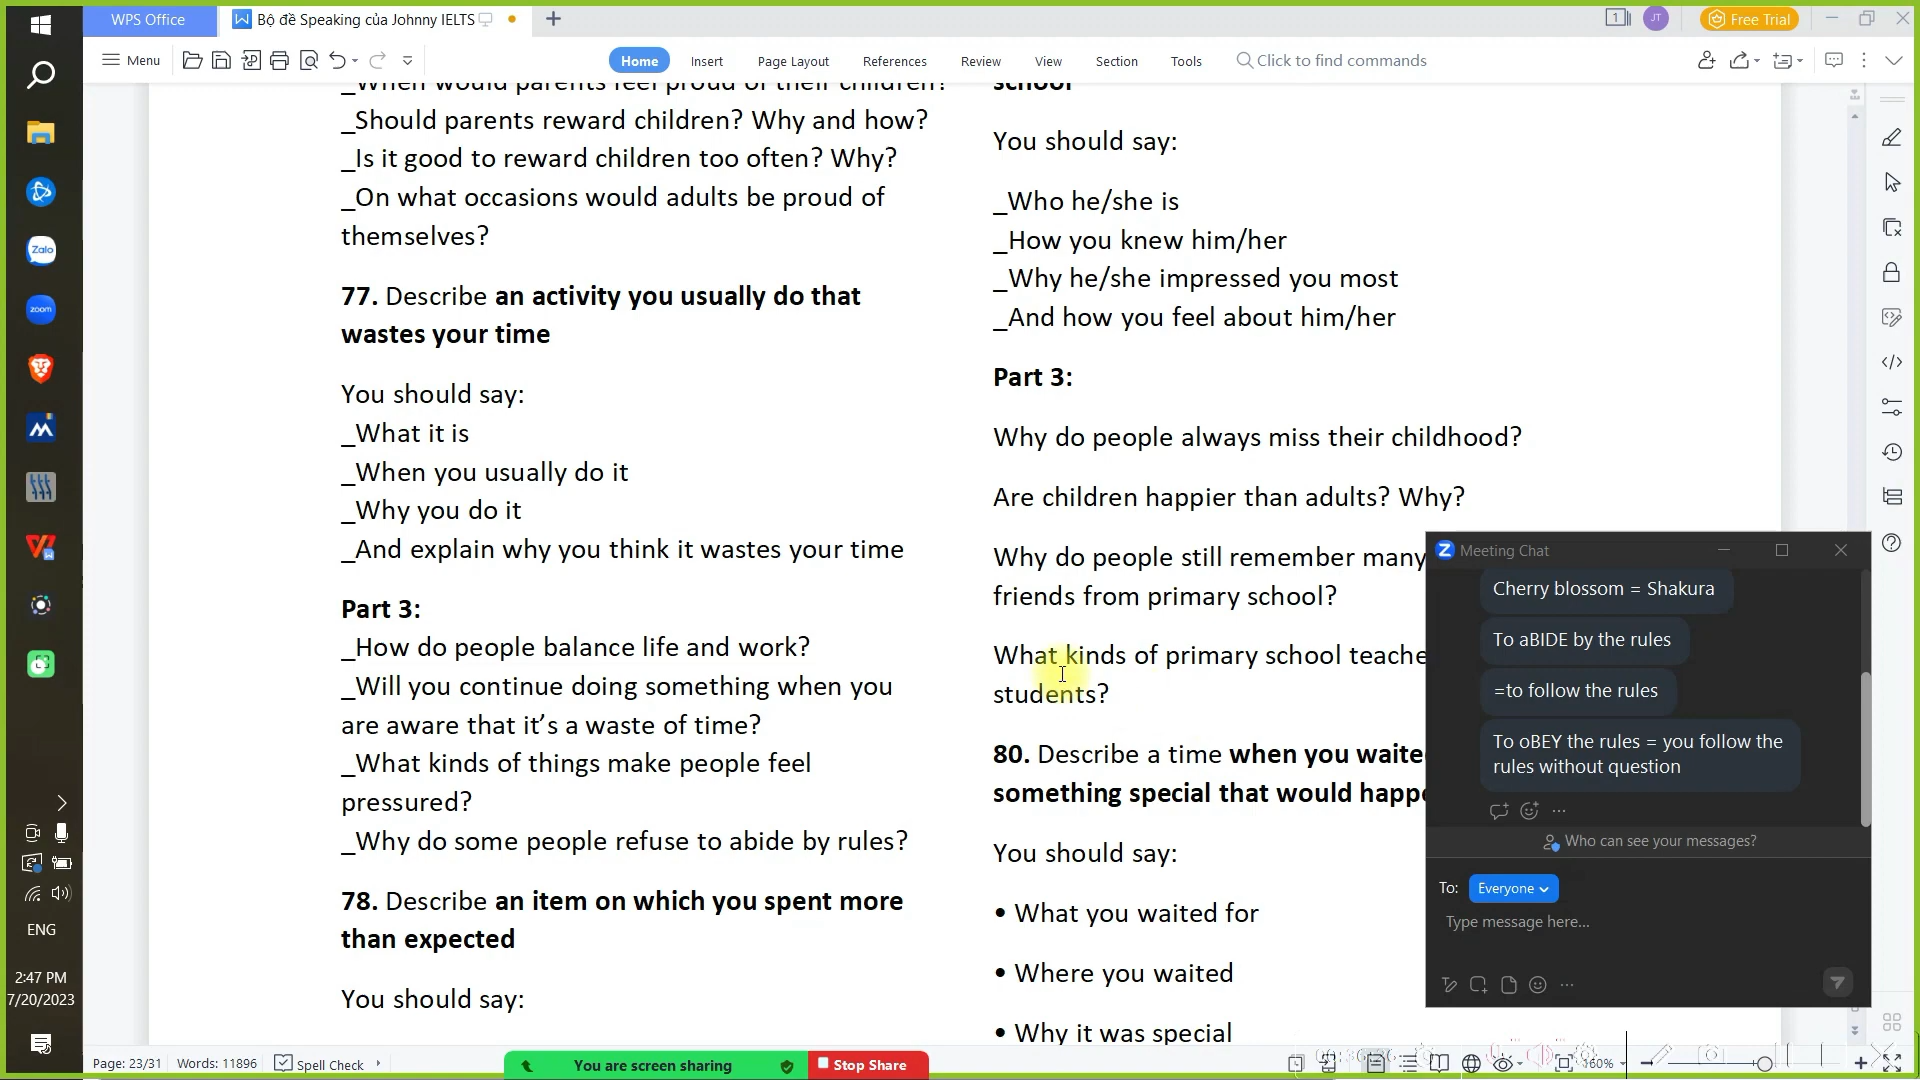 WPS Office
Bộ đề Speaking của Johnny IELTS
JT
Free Trial
Menu
Home
Insert
Page Layout
References
Review
View
Section
Tools
Click to find commands
_When would parents feel proud of their children?
_Should parents reward children? Why and how?
_Is it good to reward children too often? Why?
_On what occasions would adults be proud of
themselves?
77. Describe an activity you usually do that
wastes your time
You should say:
_What it is
_When you usually do it
_Why you do it
_And explain why you think it wastes your time
Part 3:
_How do people balance life and work?
_Will you continue doing something when you
are aware that it’s a waste of time?
_What kinds of things make people feel
pressured?
_Why do some people refuse to abide by rules?
78. Describe an item on which you spent more
than expected
You should say:
school
You should say:
_Who he/she is
_How you knew him/her
_Why he/she impressed you most
_And how you feel about him/her
Part 3:
Why do people always miss their childhood?
Are children happier than adults? Why?
Why do people still remember many
friends from primary school?
What kinds of primary school teache
students?
80. Describe a time when you waite
something special that would happe
You should say:
• What you waited for
• Where you waited
• Why it was special
Meeting Chat
Cherry blossom = Shakura
To aBIDE by the rules
=to follow the rules
To oBEY the rules = you follow the
rules without question
Who can see your messages?
To: Everyone
Type message here...
Zalo
zoom
ENG
2:47 PM
7/20/2023
Page: 23/31
Words: 11896
Spell Check
You are screen sharing
Stop Share
160%